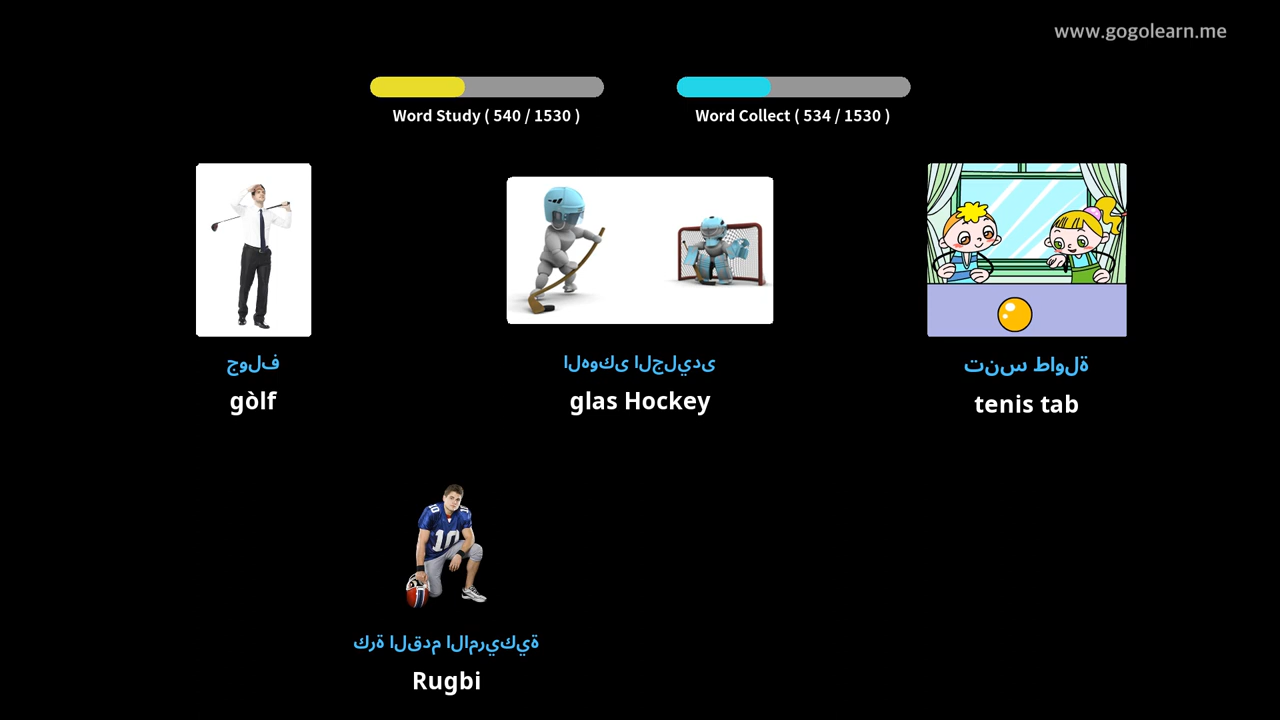 www.gogolearn.me
Word Study ( 540 / 1530 )
Word Collect ( 534 / 1530 )
جولف
gòlf
الهوكى الجليدى
glas Hockey
تنس طاولة
tenis tab
10
كرة القدم الامريكية
Rugbi